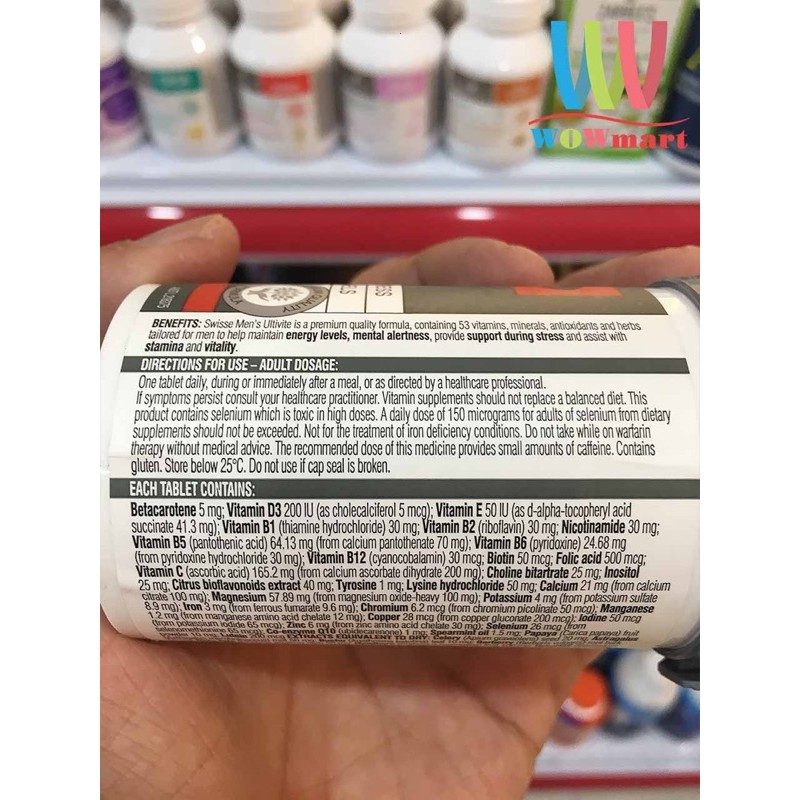 WOWmart
BENEFITS: Swisse Men's Ultivite is a premium quality formula, containing 53 vitamins, minerals, antioxidants and herbs
tailored for men to help maintain energy levels, mental alertness, provide support during stress and assist with
stamina and vitality.
DIRECTIONS FOR USE – ADULT DOSAGE:
One tablet daily, during or immediately after a meal, or as directed by a healthcare professional.
If symptoms persist consult your healthcare practitioner. Vitamin supplements should not replace a balanced diet. This
product contains selenium which is toxic in high doses. A daily dose of 150 micrograms for adults of selenium from dietary
supplements should not be exceeded. Not for the treatment of iron deficiency conditions. Do not take while on warfarin
therapy without medical advice. The recommended dose of this medicine provides small amounts of caffeine. Contains
gluten. Store below 25°C. Do not use if cap seal is broken.
EACH TABLET CONTAINS:
Betacarotene 5 mg; Vitamin D3 200 IU (as cholecalciferol 5 mcg); Vitamin E 50 IU (as d-alpha-tocopheryl acid
succinate 41.3 mg); Vitamin B1 (thiamine hydrochloride) 30 mg; Vitamin B2 (riboflavin) 30 mg; Nicotinamide 30 mg;
Vitamin B5 (pantothenic acid) 64.13 mg (from calcium pantothenate 70 mg); Vitamin B6 (pyridoxine) 24.68 mg
(from pyridoxine hydrochloride 30 mg); Vitamin B12 (cyanocobalamin) 30 mcg; Biotin 50 mcg; Folic acid 500 mcg;
Vitamin C (ascorbic acid) 165.2 mg (from calcium ascorbate dihydrate 200 mg); Choline bitartrate 25 mg; Inositol
25 mg; Citrus bioflavonoids extract 40 mg; Tyrosine 1 mg; Lysine hydrochloride 50 mg; Calcium 21 mg (from calcium
citrate 100 mg); Magnesium 57.89 mg (from magnesium oxide-heavy 100 mg); Potassium 4 mg (from potassium sulfate
8.9 mg); Iron 3 mg (from ferrous fumarate 9.6 mg); Chromium 6.2 mcg (from chromium picolinate 50 mcg); Manganese
1.2 mg (from manganese amino acid chelate 12 mg); Copper 28 mcg (from copper gluconate 200 mcg); Iodine 50 mcg
(from potassium iodide 65 mcg); Zinc 6 mg (from zinc amino acid chelate 30 mg); Selenium 26 mcg (from
selenomethionine 65 mcg); Co-enzyme Q10 (ubidecarenone) 1 mg; Spearmint oil 1.5 mg; Papaya (Carica papaya) fruit
EXTRACTS EQUIVALENT TO DRY: Celery (Apium graveolens) seed 20 mg; Astragalus